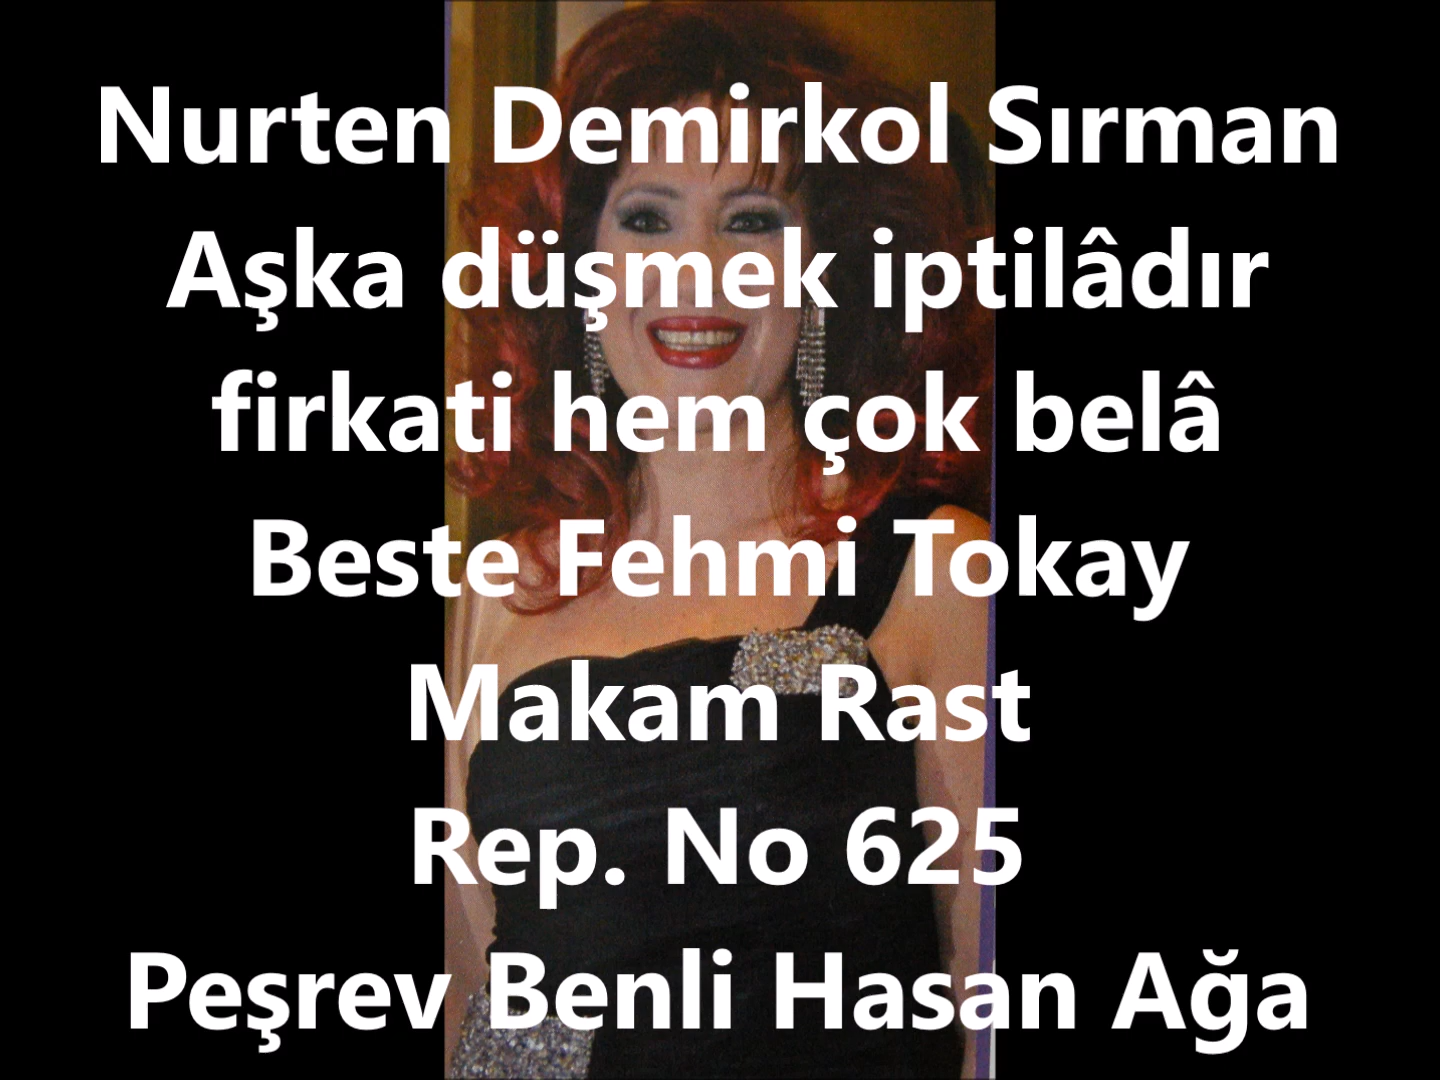 Nurten Demirkol Sırman
Aşka düşmek iptilâdır
firkati hem çok belâ
Beste Fehmi Tokay
Makam Rast
Rep. No 625
Peşrev Benli Hasan Ağa